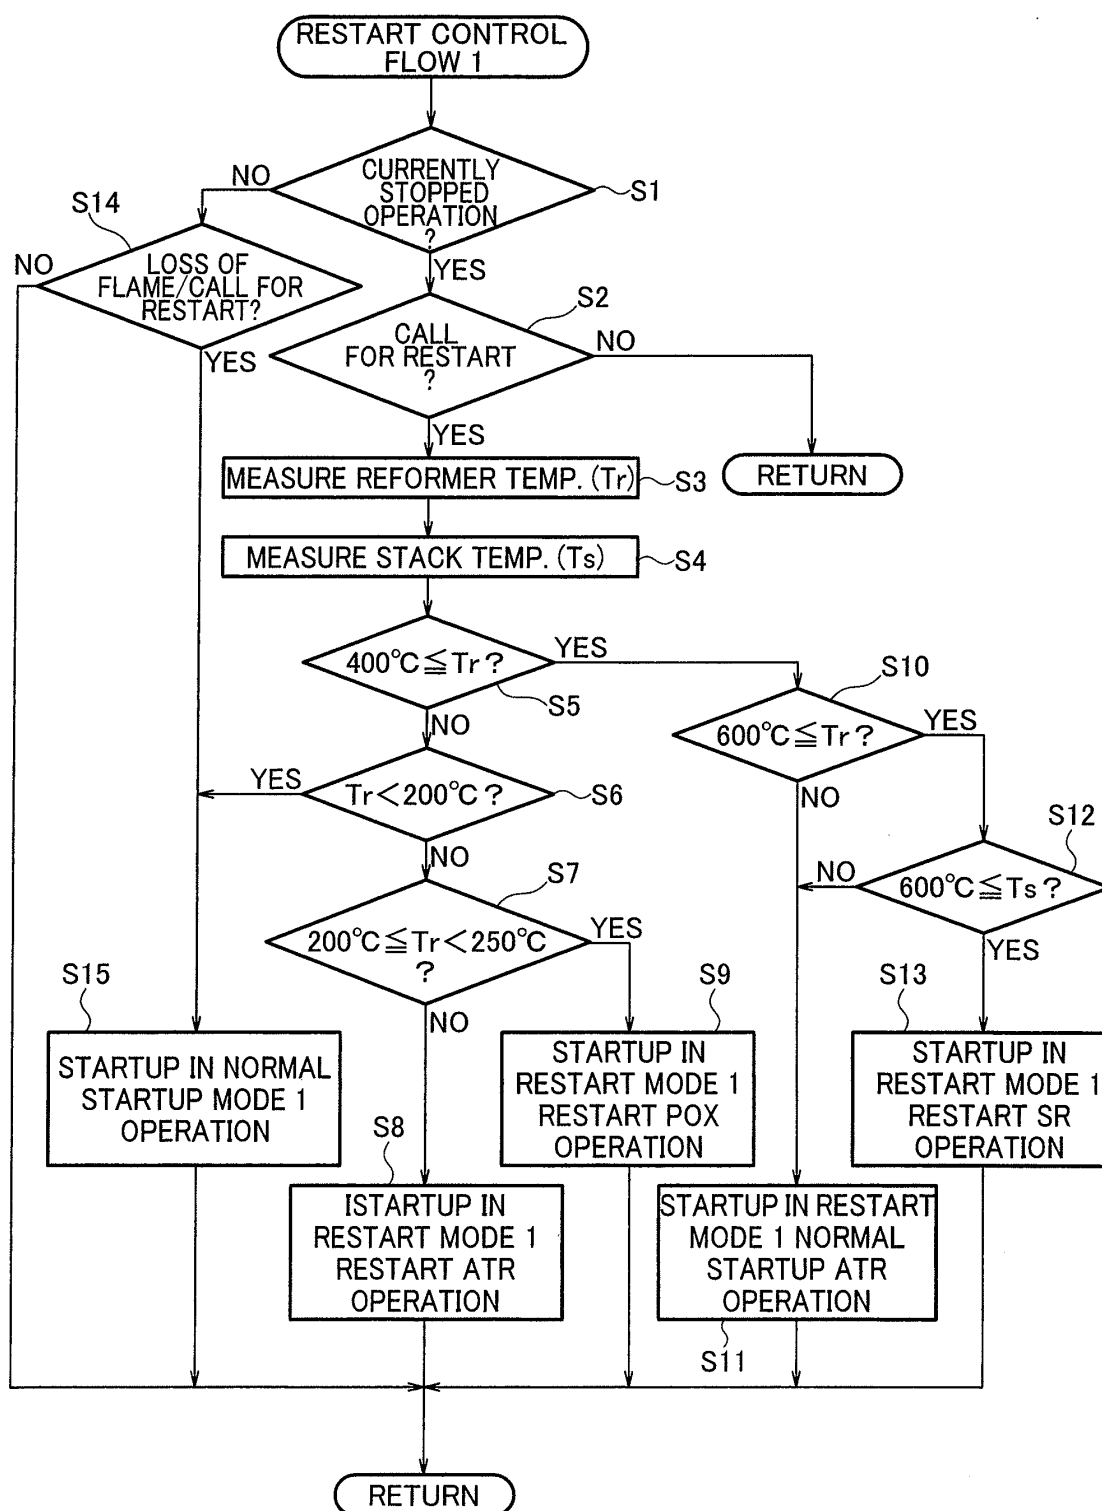 RESTART CONTROL
FLOW 1
CURRENTLY
STOPPED
OPERATION
?
S1
NO
YES
S14
LOSS OF
FLAME/CALL FOR
RESTART?
NO
YES
S2
CALL
FOR RESTART
?
NO
YES
RETURN
MEASURE REFORMER TEMP. (Tr)
S3
MEASURE STACK TEMP. (Ts)
S4
400℃≦Tr?
YES
S5
NO
S10
600℃≦Tr?
YES
NO
Tr<200℃?
YES
S6
NO
S12
600℃≦Ts?
NO
YES
S7
200℃≦Tr<250℃
?
YES
NO
S15
STARTUP IN NORMAL
STARTUP MODE 1
OPERATION
S9
STARTUP IN
RESTART MODE 1
RESTART POX
OPERATION
S13
STARTUP IN
RESTART MODE 1
RESTART SR
OPERATION
S8
ISTARTUP IN
RESTART MODE 1
RESTART ATR
OPERATION
STARTUP IN RESTART
MODE 1 NORMAL
STARTUP ATR
OPERATION
S11
RETURN